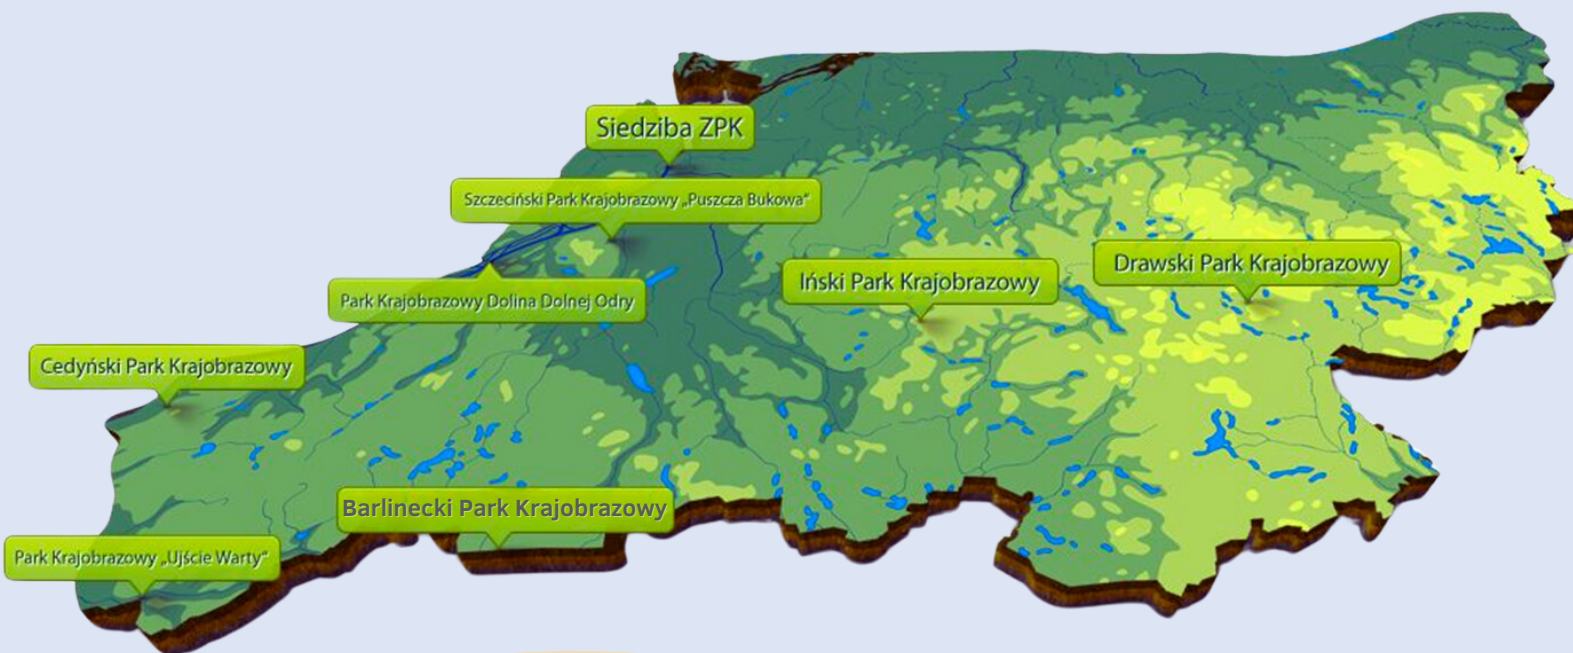 Siedziba ZPK
Szczeciński Park Krajobrazowy „Puszcza Bukowa”
Park Krajobrazowy Dolina Dolnej Odry
Iński Park Krajobrazowy
Drawski Park Krajobrazowy
Cedyński Park Krajobrazowy
Barlinecki Park Krajobrazowy
Park Krajobrazowy „Ujście Warty”